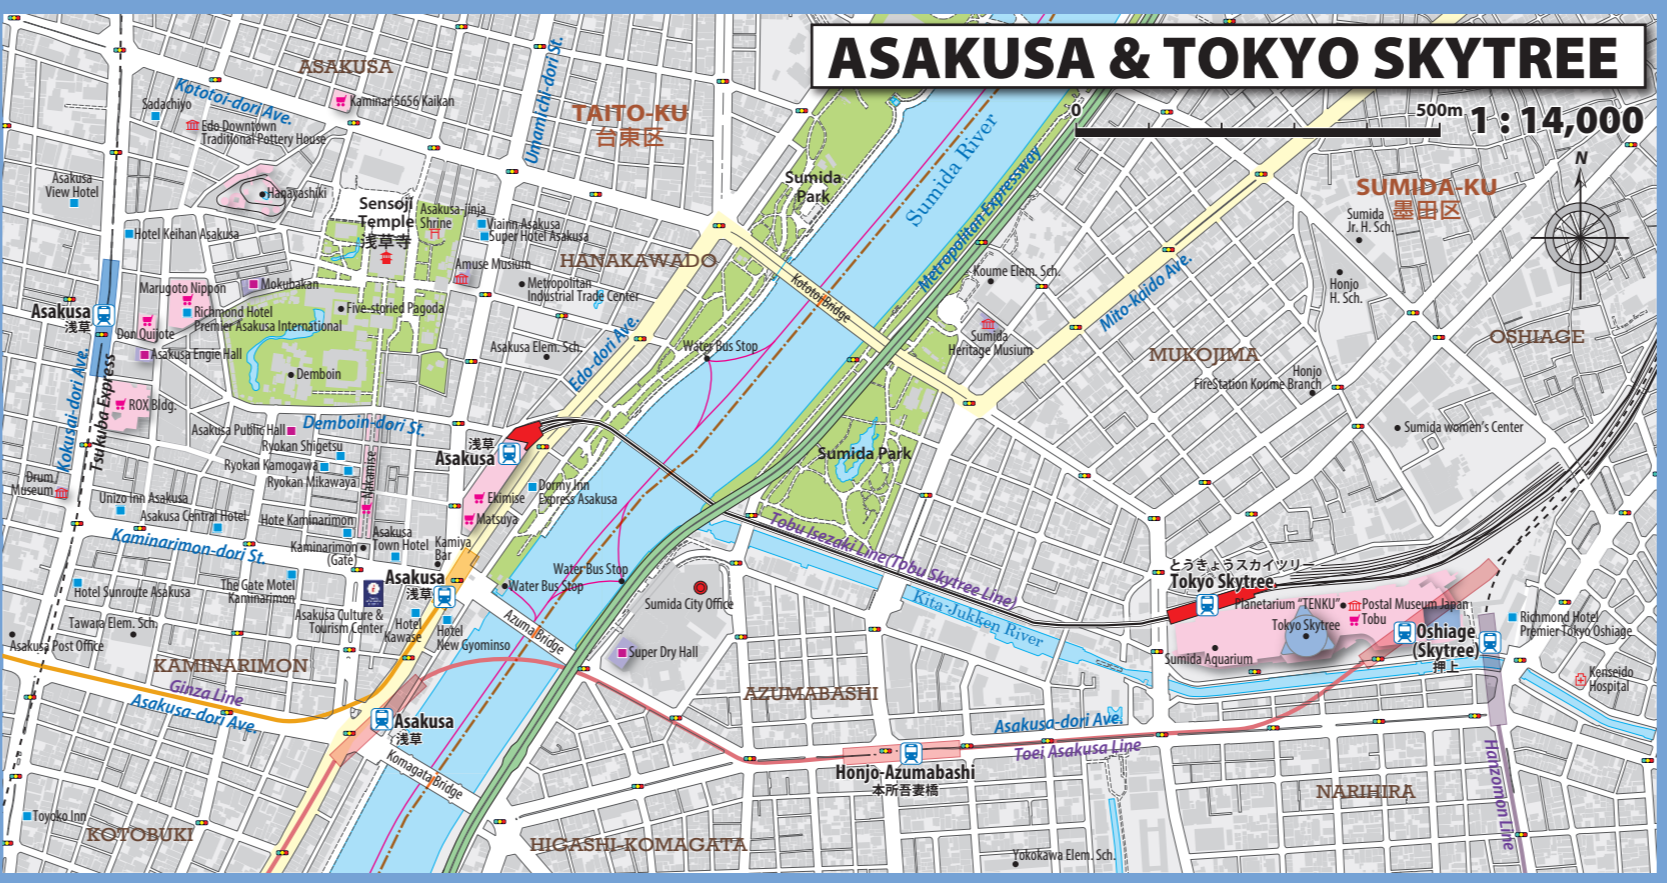 ASAKUSA & TOKYO SKYTREE
0
500m
1 : 14,000
N
ASAKUSA
Kototoi-dori Ave.
Sadachiyo
Kaminari 5656 Kaikan
Edo Downtown
Traditional Pottery House
Umamichi-dori St.
TAITO-KU
台東区
Sumida River
Metropolitan Expressway
Sumida
Park
SUMIDA-KU
墨田区
Sumida
Jr. H. Sch.
Asakusa
View Hotel
Hanayashiki
Sensoji
Temple
浅草寺
Asakusa-jinja
Shrine
Viainn Asakusa
Super Hotel Asakusa
Hotel Keihan Asakusa
HANAKAWADO
Amuse Musium
Metropolitan
Industrial Trade Center
Kototoi Bridge
Koume Elem. Sch.
Mito-kaido Ave.
Honjo
H. Sch.
OSHIAGE
Marugoto Nippon
Mokubakan
Asakusa
浅草
Richmond Hotel
Premier Asakusa International
Five-storied Pagoda
Don Quijote
Asakusa Engie Hall
Asakusa Elem. Sch.
Edo-dori Ave.
Water Bus Stop
Sumida
Heritage Musium
MUKOJIMA
Honjo
FireStation Koume Branch
Demboin
Kokusai-dori Ave.
Tsukuba Express
ROX Bldg.
Asakusa Public Hall
Demboin-dori St.
Ryokan Shigetsu
Ryokan Kamogawa
Ryokan Mikawaya
Nakamise
浅草
Asakusa
Sumida Park
Sumida women's Center
Drum
Museum
Unizo Inn Asakusa
Asakusa Central Hotel
Hote Kaminarimon
Ekimise
Matsuya
Dormy Inn
Express Asakusa
Kaminarimon-dori St.
Kaminarimon
(Gate)
Asakusa
Town Hotel
Kamiya
Bar
Tobu Isezaki Line(Tobu Skytree Line)
Hotel Sunroute Asakusa
The Gate Motel
Kaminarimon
Asakusa
浅草
Water Bus Stop
Water Bus Stop
Sumida City Office
Kita-Jukken River
とうきょうスカイツリー
Tokyo Skytree
Planetarium "TENKU"
Postal Museum Japan
Tobu
Tokyo Skytree
Sumida Aquarium
Oshiage
(Skytree)
押上
Richmond Hotel
Premier Tokyo Oshiage
Kenseido
Hospital
Tawara Elem. Sch.
Asakusa Post Office
Asakusa Culture &
Tourism Center
Hotel
Kawase
Hotel
New Gyominso
Azuma Bridge
Super Dry Hall
KAMINARIMON
Ginza Line
Asakusa-dori Ave.
Asakusa
浅草
AZUMABASHI
Asakusa-dori Ave.
Toei Asakusa Line
Komagata Bridge
Honjo-Azumabashi
本所吾妻橋
Hanzomon Line
NARIHIRA
Toyoko Inn
KOTOBUKI
HIGASHI-KOMAGATA
Yokokawa Elem. Sch.